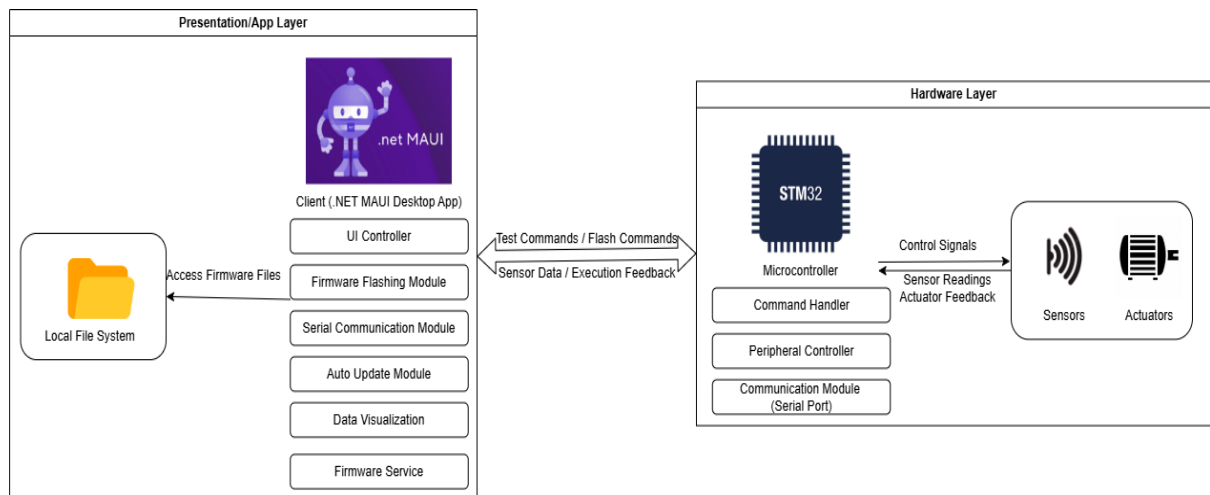 Presentation/App Layer
.net MAUI
Client (.NET MAUI Desktop App)
UI Controller
Firmware Flashing Module
Serial Communication Module
Auto Update Module
Data Visualization
Firmware Service
Access Firmware Files
Local File System
Test Commands / Flash Commands
Sensor Data / Execution Feedback
Hardware Layer
STM32
Microcontroller
Command Handler
Peripheral Controller
Communication Module
(Serial Port)
Control Signals
Sensor Readings
Actuator Feedback
Sensors
Actuators